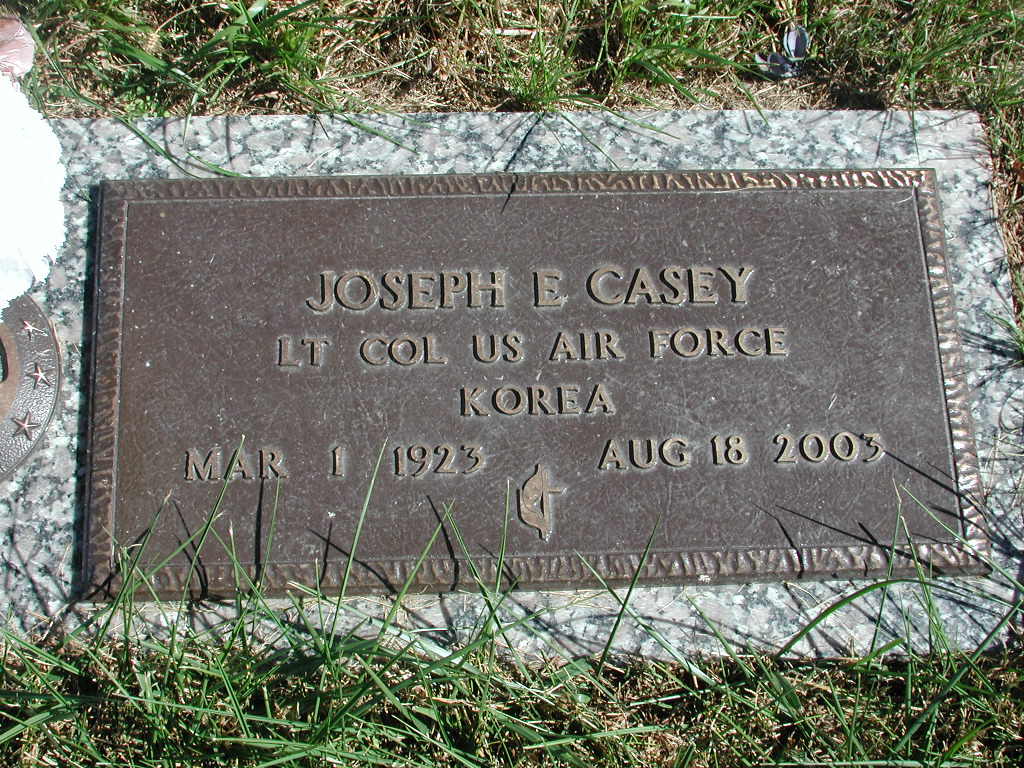 JOSEPH E CASEY
LT COL US AIR FORCE
KOREA
MAR 1 1923 AUG 18 2003